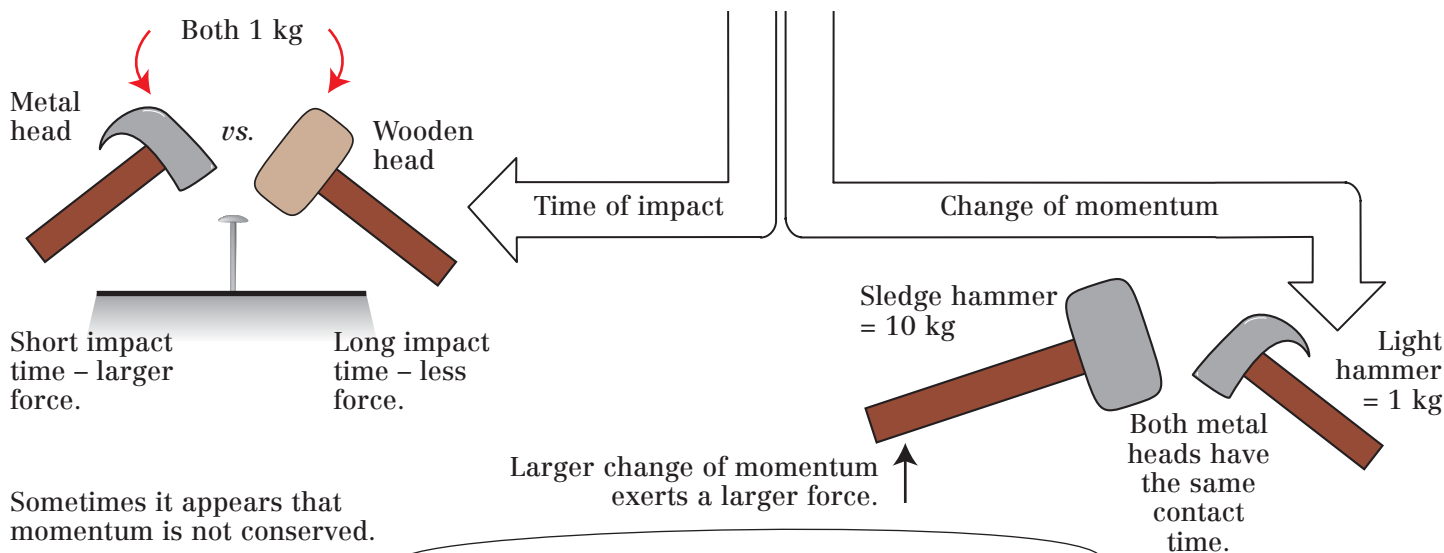 Both 1 kg
Metal
head
vs.
Wooden
head
Time of impact
Change of momentum
Short impact
time – larger
force.
Long impact
time – less
force.
Sledge hammer
= 10 kg
Light
hammer
= 1 kg
Both metal
heads have
the same
contact
time.
Larger change of momentum
exerts a larger force.
Sometimes it appears that
momentum is not conserved.